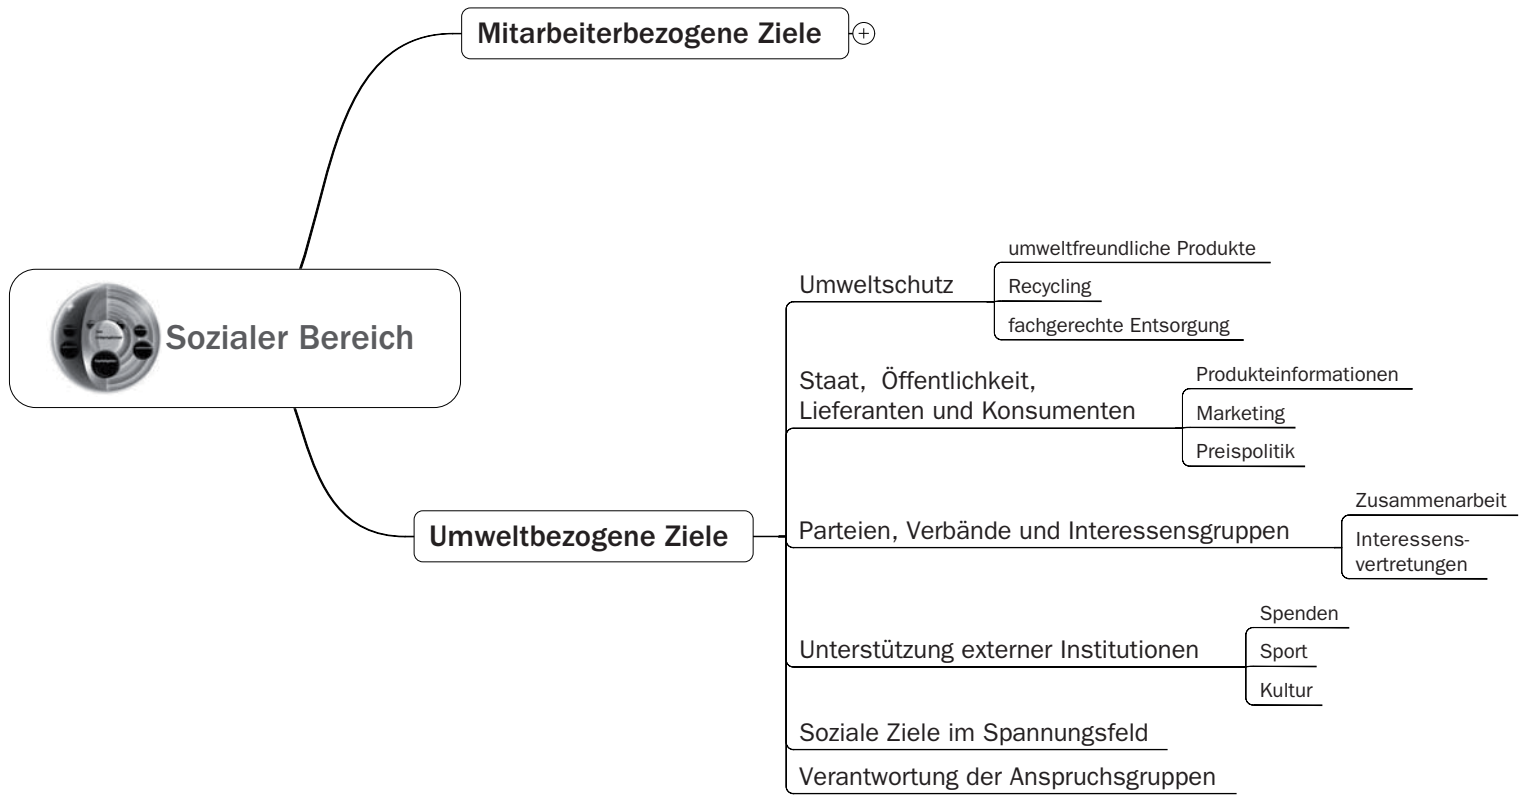 Mitarbeiterbezogene Ziele
Sozialer Bereich
Umweltbezogene Ziele
Umweltschutz
umweltfreundliche Produkte
Recycling
fachgerechte Entsorgung
Staat, Öffentlichkeit,
Lieferanten und Konsumenten
Produkteinformationen
Marketing
Preispolitik
Parteien, Verbände und Interessensgruppen
Zusammenarbeit
Interessens-
vertretungen
Unterstützung externer Institutionen
Spenden
Sport
Kultur
Soziale Ziele im Spannungsfeld
Verantwortung der Anspruchsgruppen